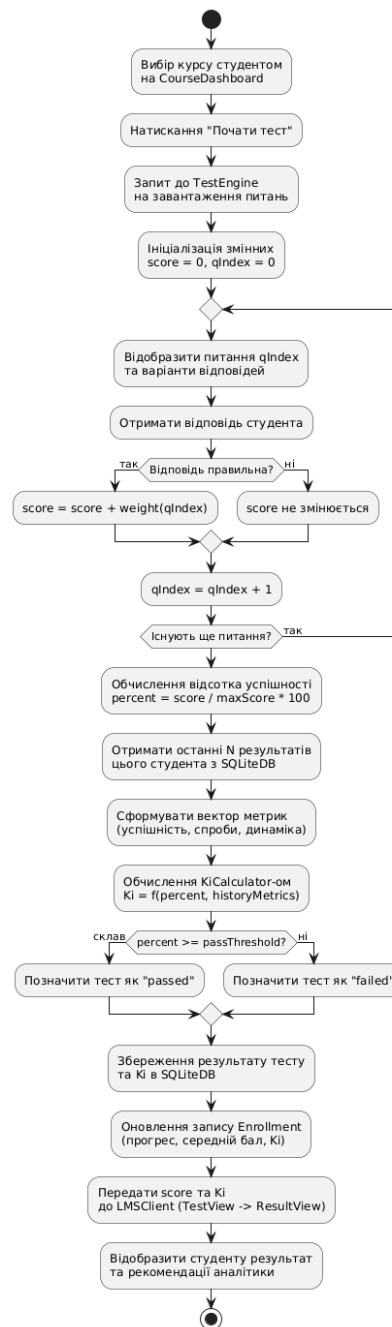 Вибір курсу студентом
на CourseDashboard
Натискання "Почати тест"
Запит до TestEngine
на завантаження питань
Ініціалізація змінних
score = 0, qIndex = 0
Відобразити питання qIndex
та варіанти відповідей
Отримати відповідь студента
так
Відповідь правильна?
ні
score = score + weight(qIndex)
score не змінюється
qIndex = qIndex + 1
Існують ще питання?
так
Обчислення відсотка успішності
percent = score / maxScore * 100
Отримати останні N результатів
цього студента з SQLiteDB
Сформувати вектор метрик
(успішність, спроби, динаміка)
Обчислення KiCalculator-ом
Ki = f(percent, historyMetrics)
склав
percent >= passThreshold?
ні
Позначити тест як "passed"
Позначити тест як "failed"
Збереження результату тесту
та Ki в SQLiteDB
Оновлення запису Enrollment
(прогрес, середній бал, Ki)
Передати score та Ki
до LMSClient (TestView -> ResultView)
Відобразити студенту результат
та рекомендації аналітики